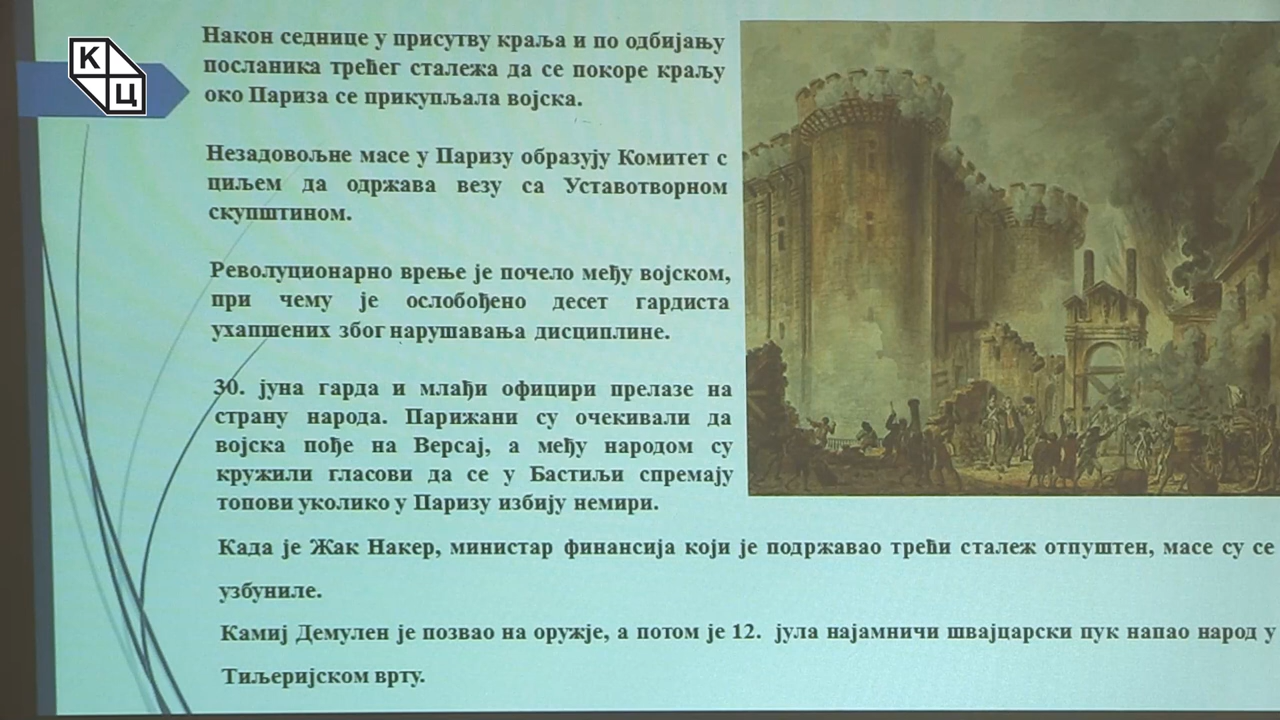 К
Ц
Након седнице у присутву краља и по одбијању
посланика трећег сталежа да се покоре краљу
око Париза се прикупљала војска.
Незадовољне масе у Паризу образују Комитет с
циљем да одржава везу са Уставотворном
скупштином.
Револуционарно врење је почело међу војском,
при чему је ослобођено десет гардиста
ухапшених због нарушавања дисциплине.
30. јуна гарда и млађи официри прелазе на
страну народа. Парижани су очекивали да
војска пође на Версај, а међу народом су
кружили гласови да се у Бастиљи спремају
топови уколико у Паризу избију немири.
Када је Жак Накер, министар финансија који је подржавао трећи сталеж отпуштен, масе су се
узбуниле.
Камиј Демулен је позвао на оружје, а потом је 12. јула најамничи швајцарски пук напао народ у
Тиљеријском врту.